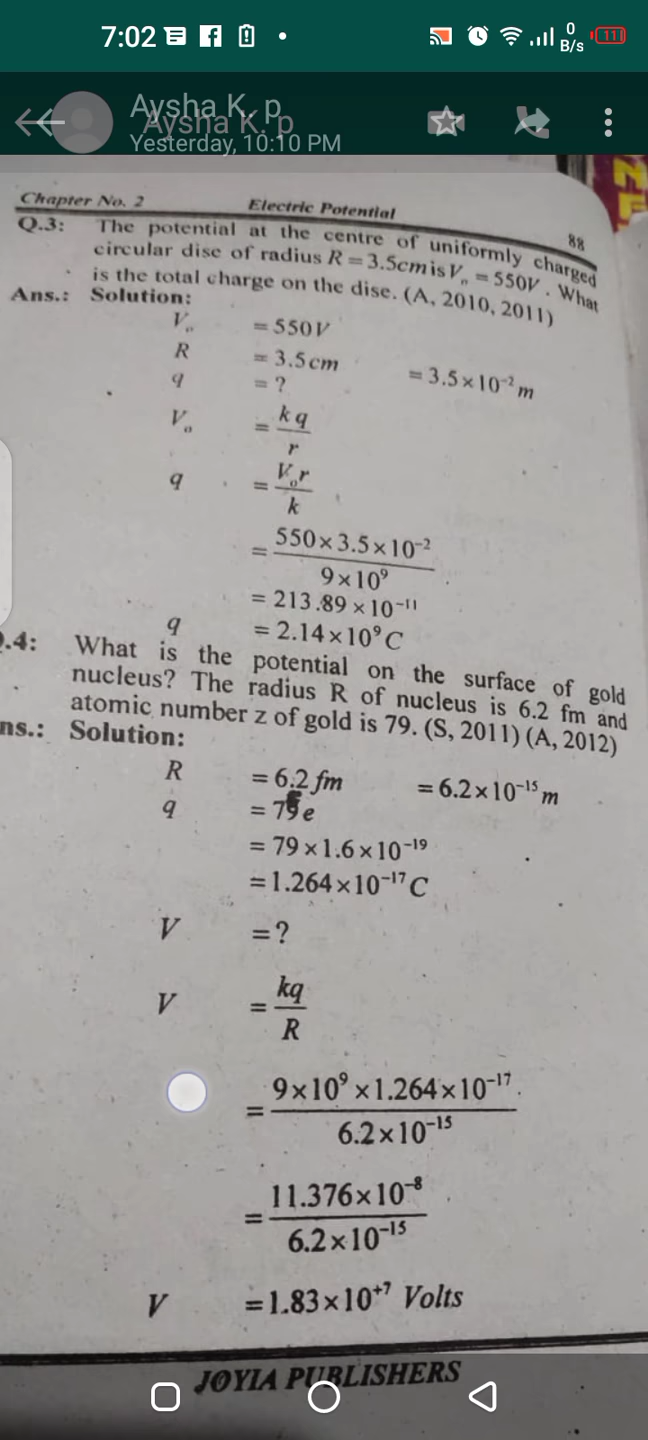 7:02
0
B/s
11
Aysha K. p
Yesterday, 10:10 PM
Chapter No. 2 Electric Potential 88
Q.3: The potential at the centre of uniformly charged
circular disc of radius R = 3.5cm is V₀ = 550V. What
is the total charge on the dise. (A, 2010, 2011)
Ans.: Solution:
V₀ = 550V
R = 3.5cm = 3.5×10⁻² m
q = ?
V₀ = kq / r
q = V₀r / k
= 550×3.5×10⁻² / 9×10⁹
= 213.89×10⁻¹¹
q = 2.14×10⁹C
.4: What is the potential on the surface of gold
nucleus? The radius R of nucleus is 6.2 fm and
atomic number z of gold is 79. (S, 2011) (A, 2012)
ns.: Solution:
R = 6.2 fm = 6.2×10⁻¹⁵ m
q = 79e
= 79×1.6×10⁻¹⁹
= 1.264×10⁻¹⁷ C
V = ?
V = kq / R
= 9×10⁹×1.264×10⁻¹⁷ / 6.2×10⁻¹⁵
= 11.376×10⁻⁸ / 6.2×10⁻¹⁵
V = 1.83×10⁺⁷ Volts
JOYIA PUBLISHERS